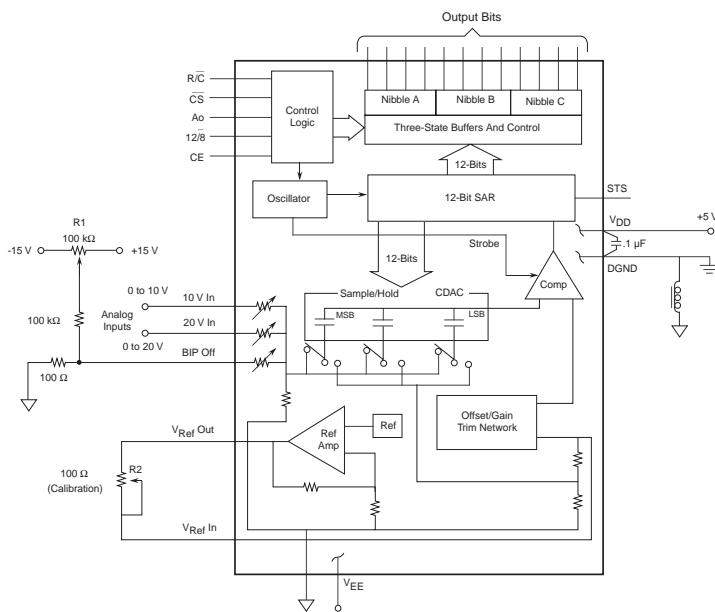 Output Bits
R/C̅
C̅S̅
Ao
12/8̅
CE
Control
Logic
Nibble A
Nibble B
Nibble C
Three-State Buffers And Control
12-Bits
Oscillator
12-Bit SAR
STS
VDD
+5 V
.1 µF
DGND
R1
100 kΩ
-15 V
+15 V
12-Bits
Strobe
Comp
0 to 10 V
10 V In
Sample/Hold
CDAC
100 kΩ
Analog
Inputs
20 V In
MSB
LSB
0 to 20 V
BIP Off
100 Ω
VRef Out
Ref
Amp
Ref
Offset/Gain
Trim Network
100 Ω
(Calibration)
R2
VRef In
VEE